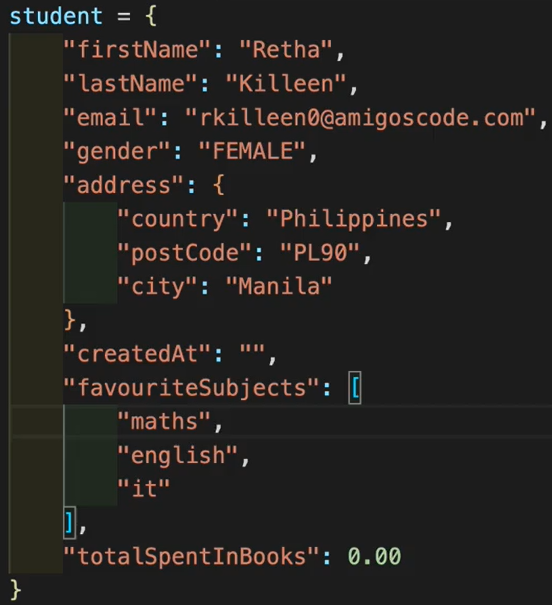 student = {
    "firstName": "Retha",
    "lastName": "Killeen",
    "email": "rkilleen0@amigoscode.com",
    "gender": "FEMALE",
    "address": {
        "country": "Philippines",
        "postCode": "PL90",
        "city": "Manila"
    },
    "createdAt": "",
    "favouriteSubjects": [
        "maths",
        "english",
        "it"
    ],
    "totalSpentInBooks": 0.00
}